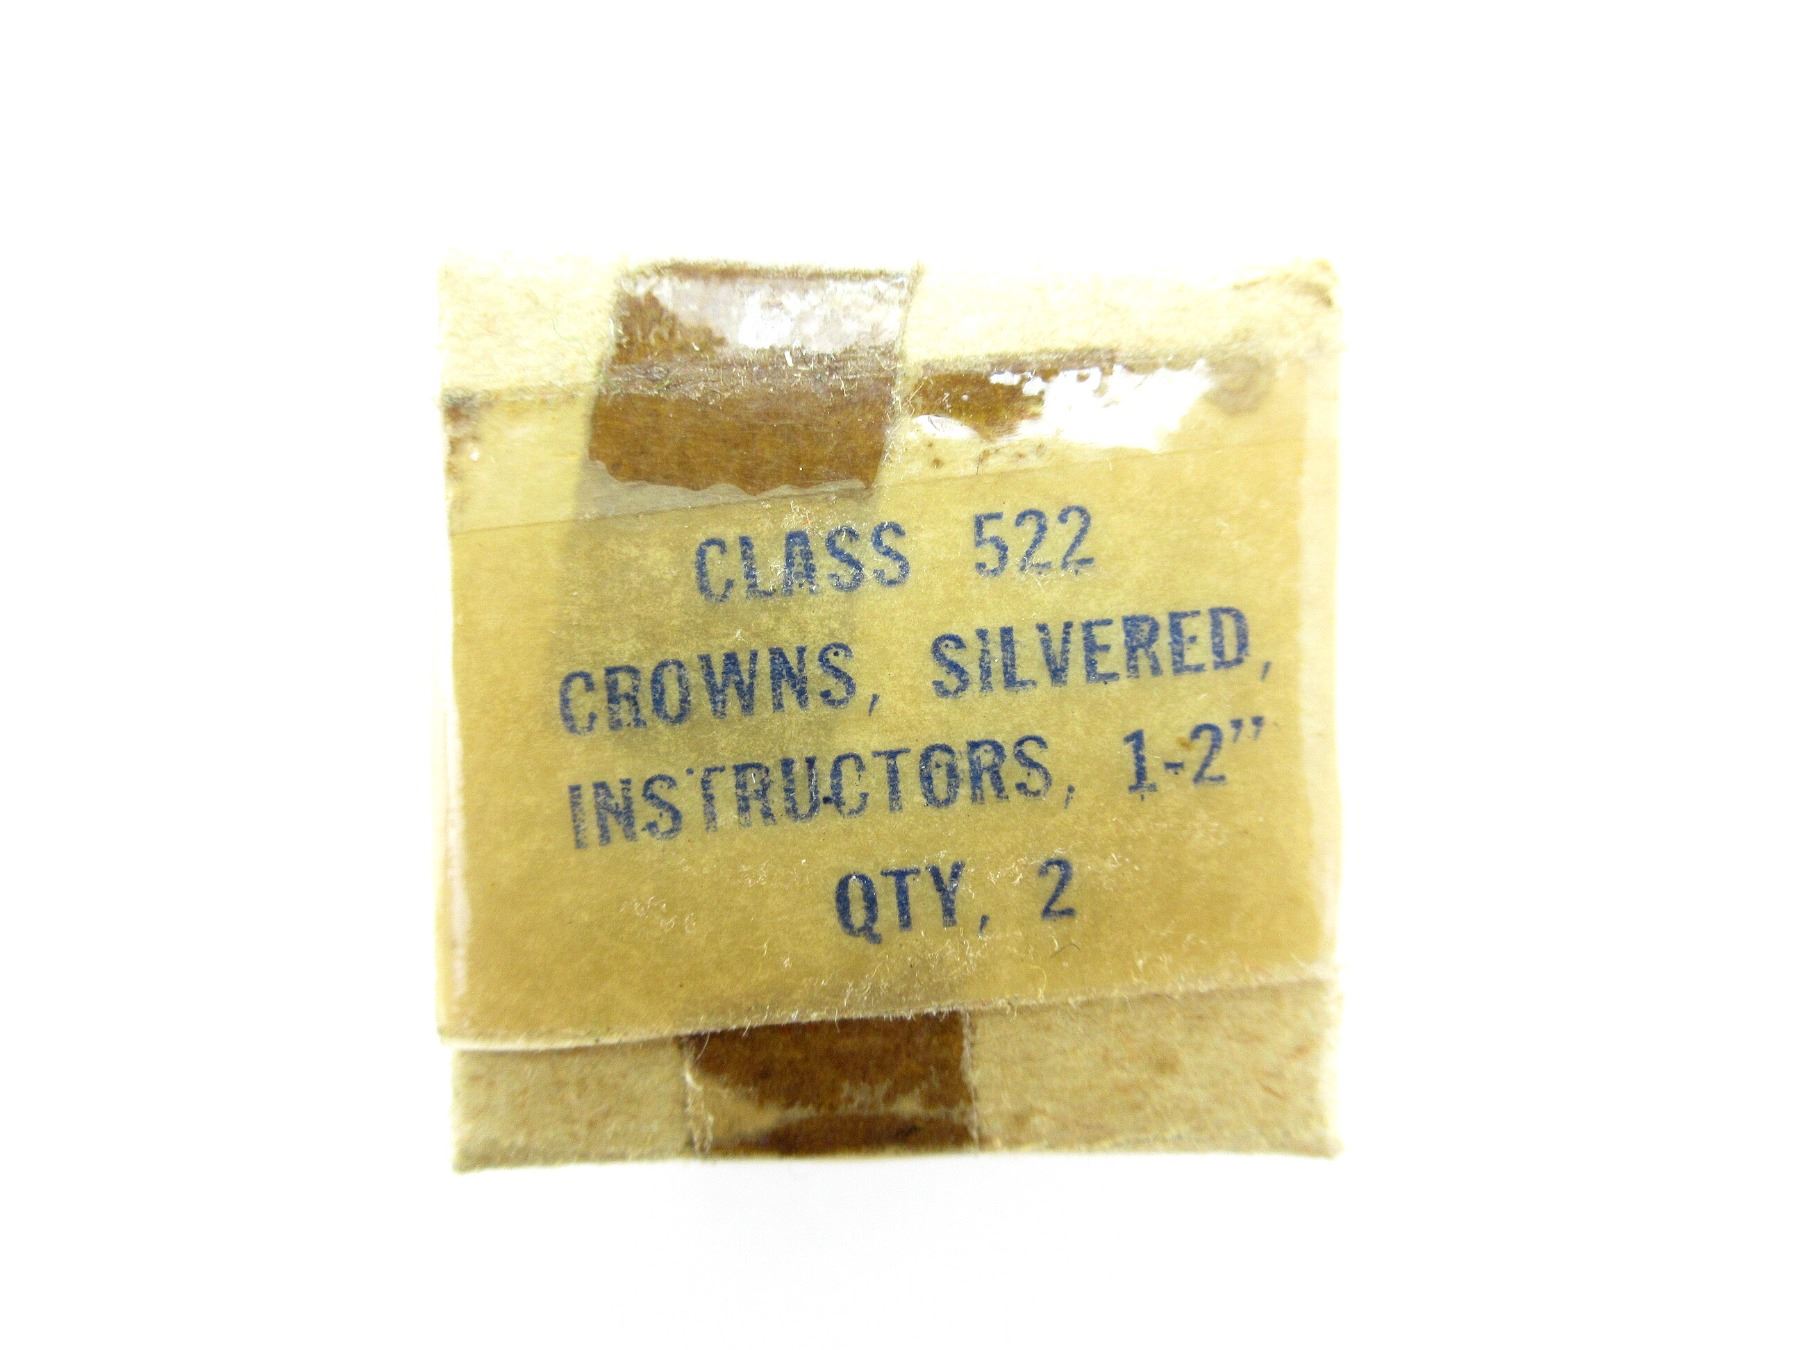 CLASS 522
CROWNS, SILVERED,
INSTRUCTORS, 1-2"
QTY, 2